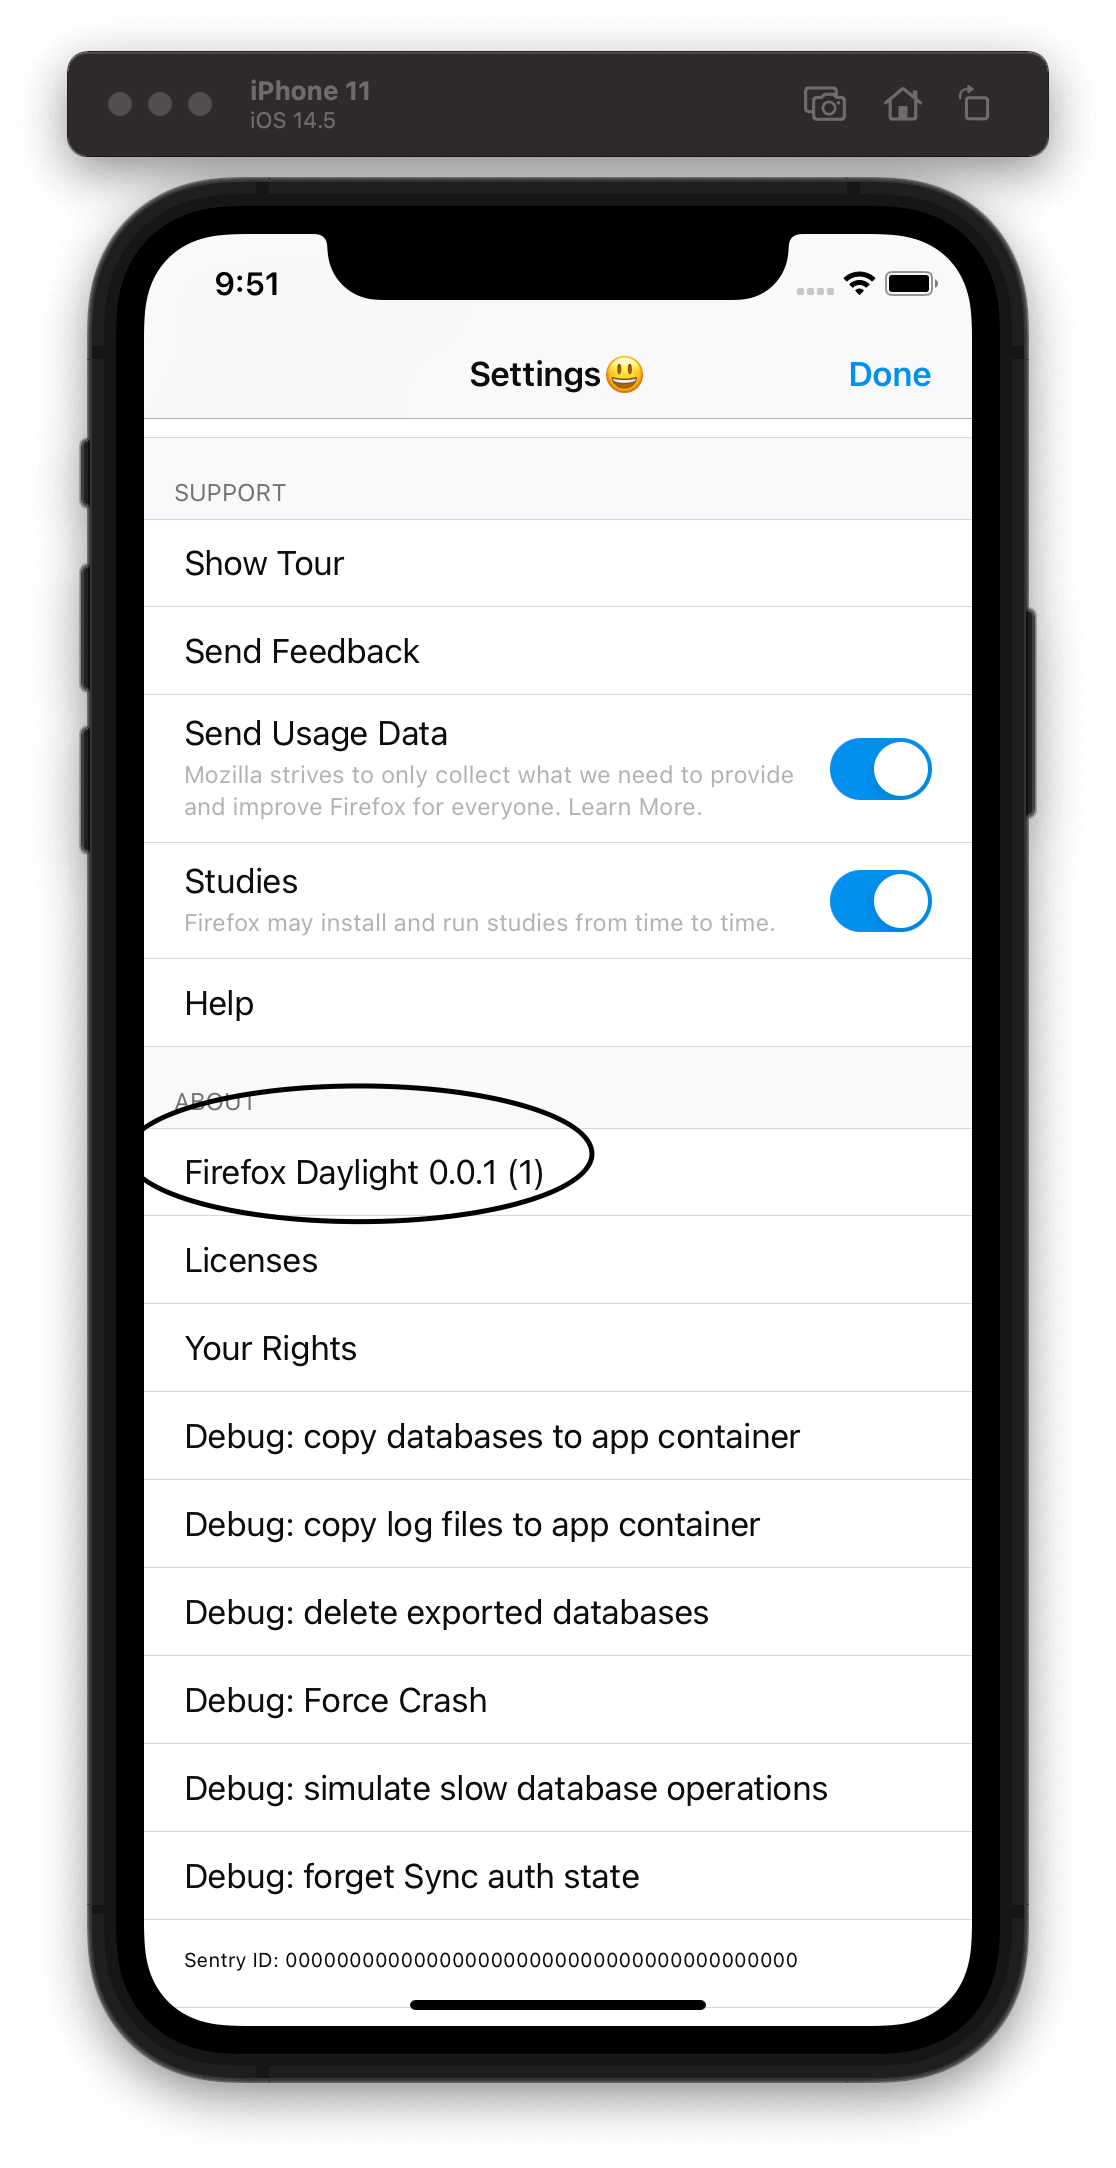 iPhone 11
iOS 14.5
9:51
Settings😃
Done
SUPPORT
Show Tour
Send Feedback
Send Usage Data
Mozilla strives to only collect what we need to provide
and improve Firefox for everyone. Learn More.
Studies
Firefox may install and run studies from time to time.
Help
ABOUT
Firefox Daylight 0.0.1 (1)
Licenses
Your Rights
Debug: copy databases to app container
Debug: copy log files to app container
Debug: delete exported databases
Debug: Force Crash
Debug: simulate slow database operations
Debug: forget Sync auth state
Sentry ID: 0000000000000000000000000000000000000000